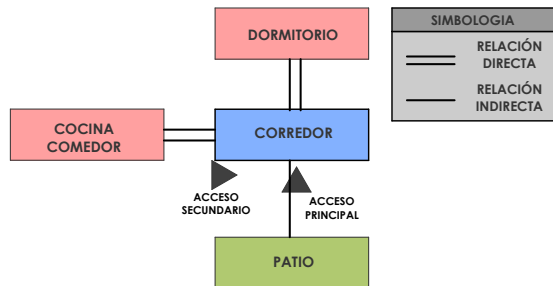 DORMITORIO
SIMBOLOGIA
RELACIÓN
DIRECTA
RELACIÓN
INDIRECTA
COCINA
COMEDOR
CORREDOR
ACCESO
SECUNDARIO
ACCESO
PRINCIPAL
PATIO